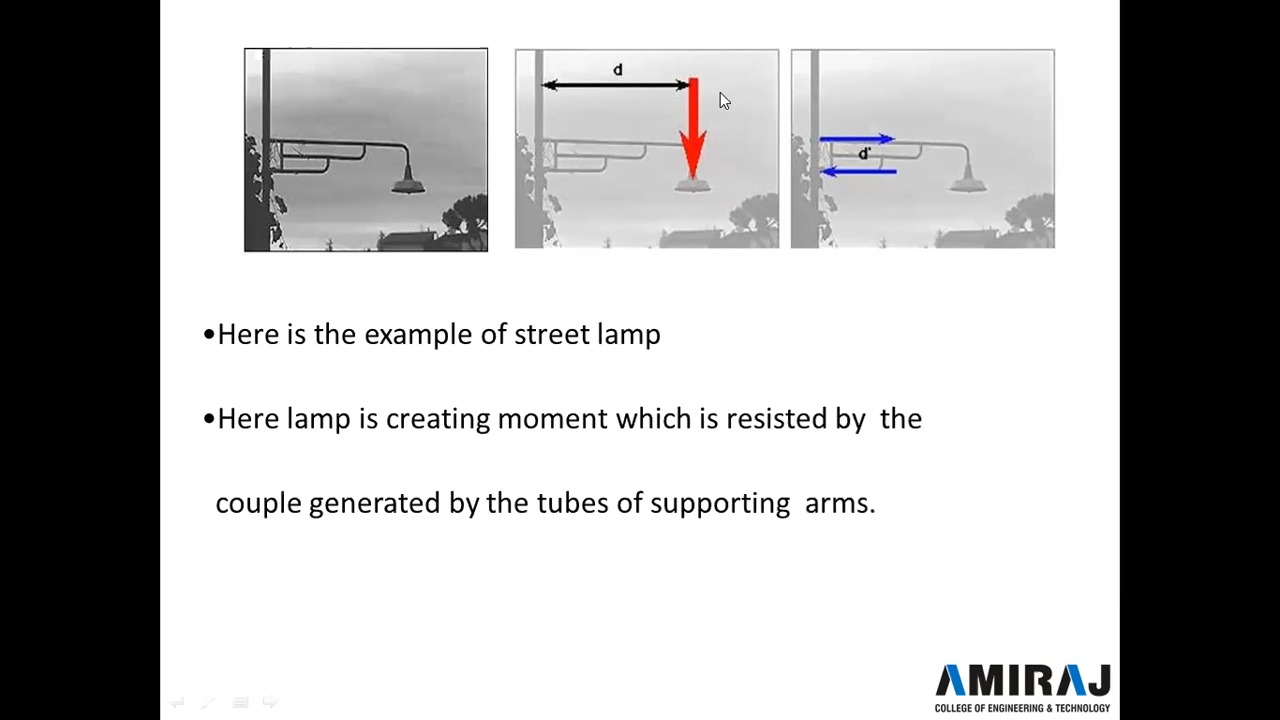 d
d'
•Here is the example of street lamp
•Here lamp is creating moment which is resisted by the
couple generated by the tubes of supporting arms.
AMIRAJ
COLLEGE OF ENGINEERING & TECHNOLOGY